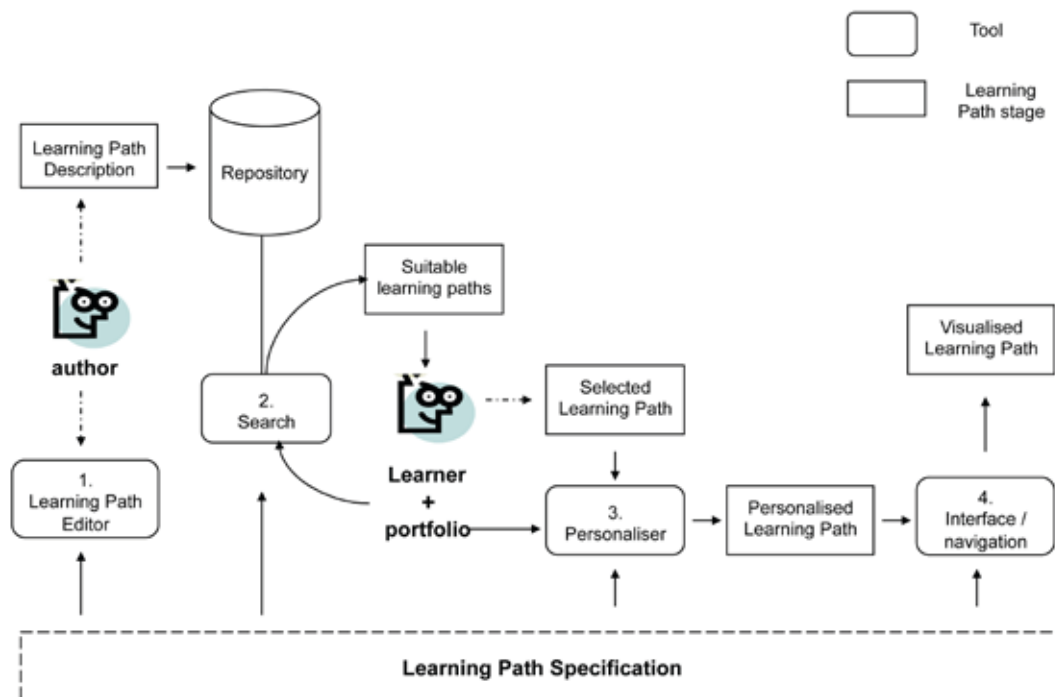 Tool
Learning
Path stage
Learning Path
Description
Repository
Suitable
learning paths
author
Visualised
Learning Path
2.
Search
Selected
Learning Path
Learner
+
portfolio
1.
Learning Path
Editor
3.
Personaliser
Personalised
Learning Path
4.
Interface /
navigation
Learning Path Specification